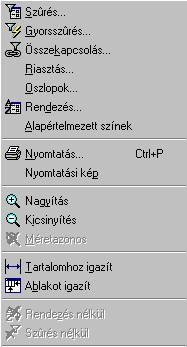 Szűrés...
Gyorsszűrés...
Összekapcsolás...
Riasztás...
Oszlopok...
Rendezés...
Alapértelmezett színek
Nyomtatás... Ctrl+P
Nyomtatási kép
Nagyítás
Kicsinyítés
Méretazonos
Tartalomhoz igazít
Ablakot igazít
Rendezés nélkül
Szűrés nélkül